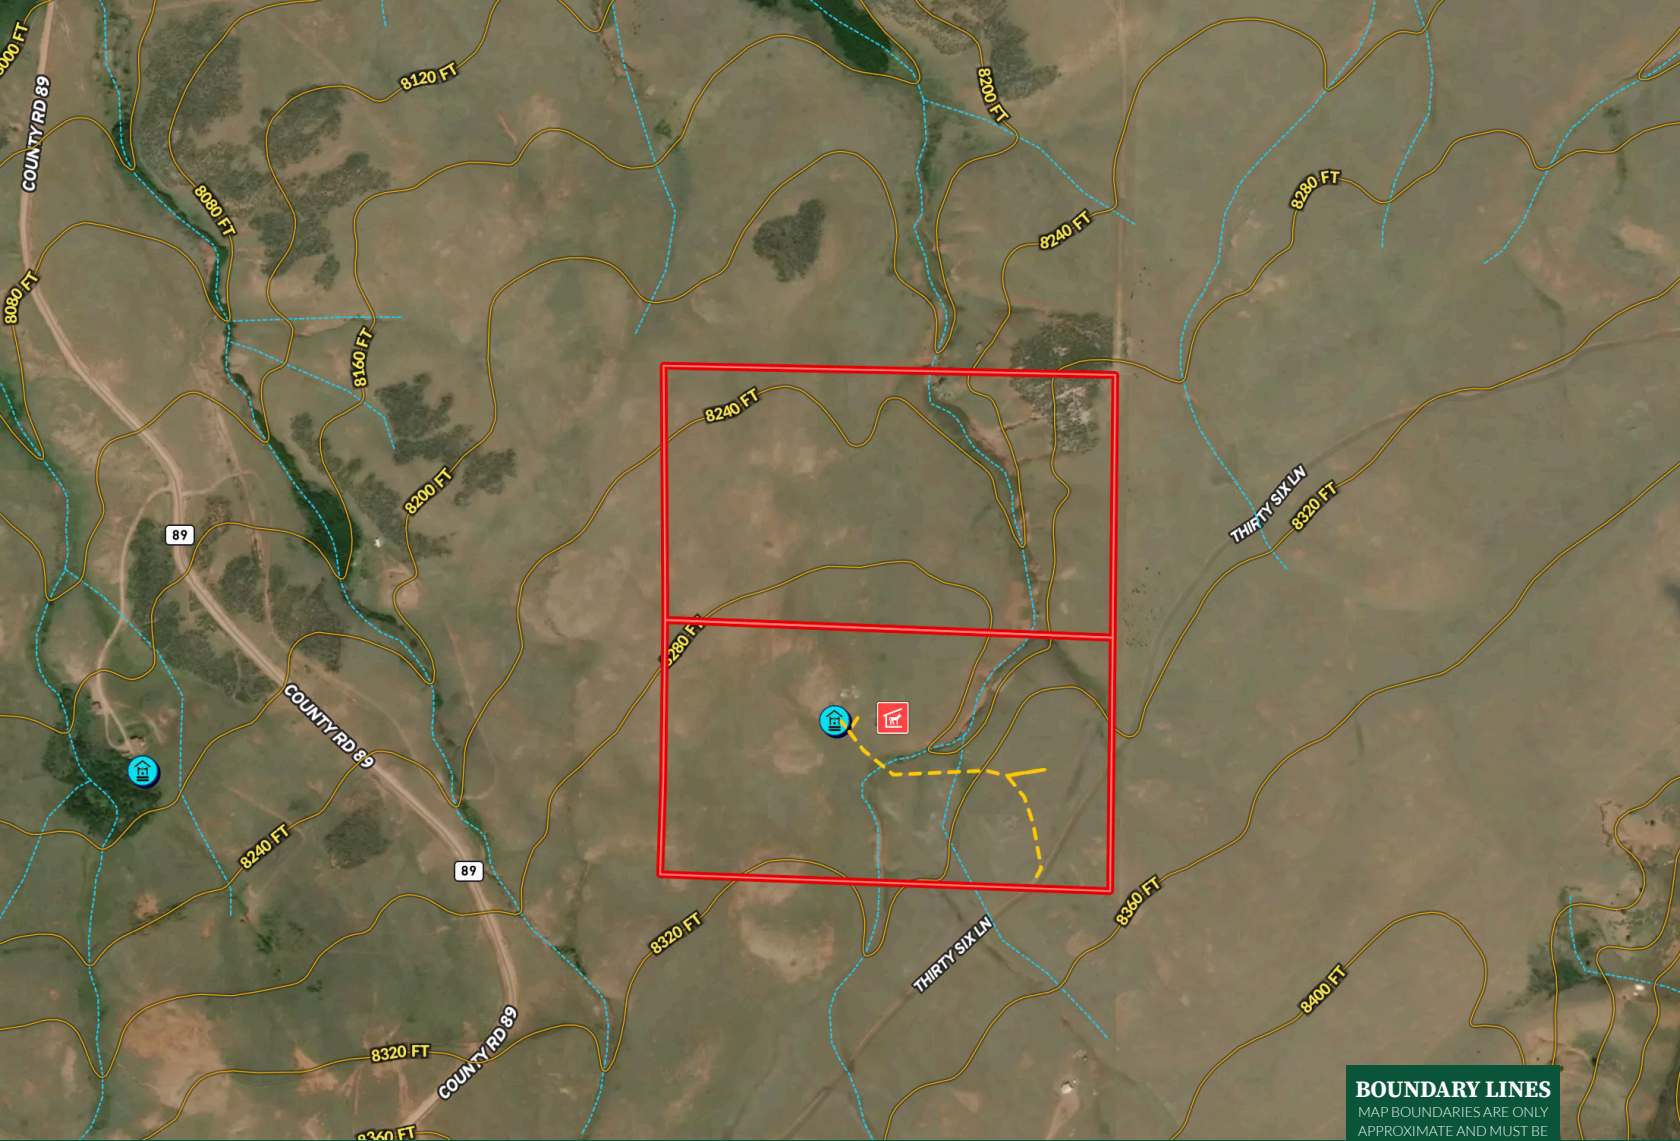 8120 FT
8200 FT
COUNTY RD 89
8080 FT
8280 FT
8240 FT
8080 FT
8160 FT
8240 FT
8200 FT
THIRTY SIX LN
8320 FT
89
8280 FT
COUNTY RD 89
8240 FT
89
8360 FT
8320 FT
THIRTY SIX LN
8400 FT
8320 FT
COUNTY RD 89
8360 FT
BOUNDARY LINES
MAP BOUNDARIES ARE ONLY
APPROXIMATE AND MUST BE